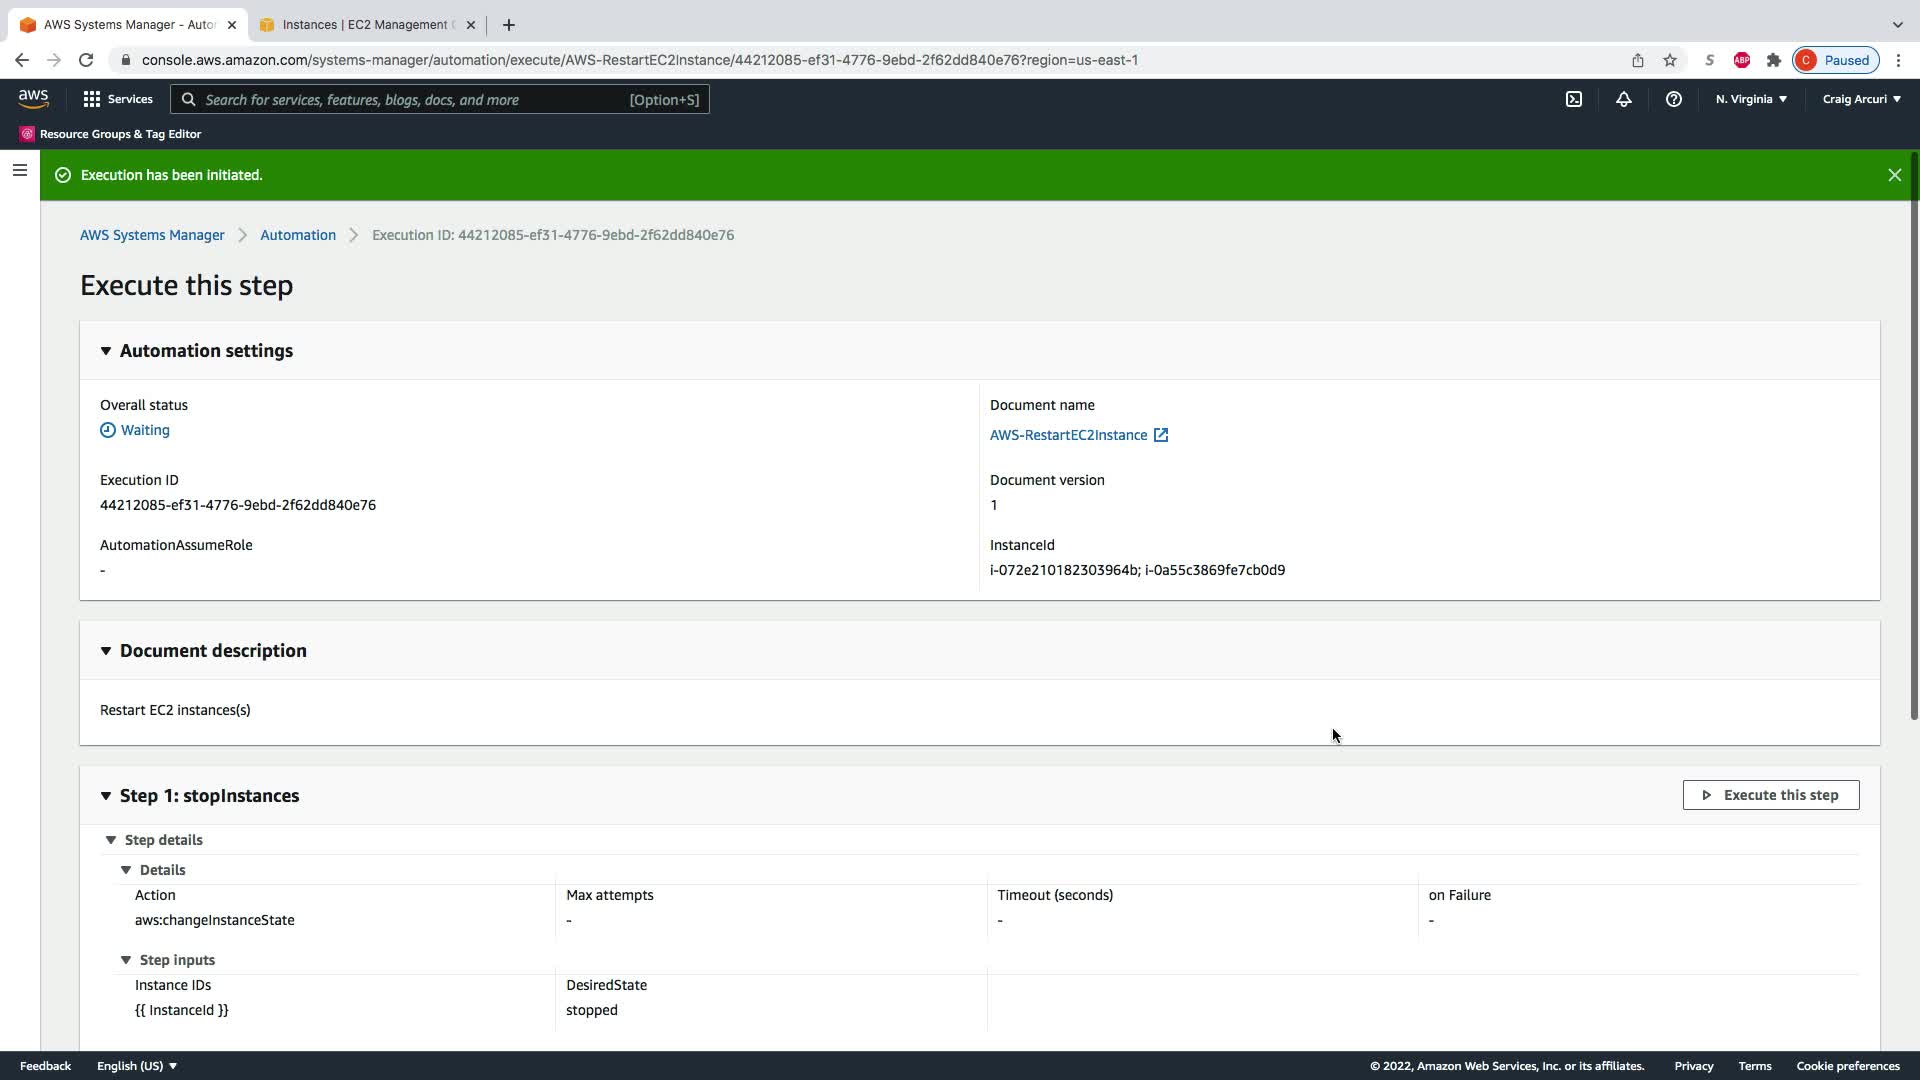 AWS Systems Manager - Auto
Instances | EC2 Management C
console.aws.amazon.com/systems-manager/automation/execute/AWS-RestartEC2Instance/44212085-ef31-4776-9ebd-2f62dd840e76?region=us-east-1
S
ABP
C Paused
aws
Services
Search for services, features, blogs, docs, and more [Option+S]
N. Virginia
Craig Arcuri
Resource Groups & Tag Editor
Execution has been initiated.
AWS Systems Manager
Automation
Execution ID: 44212085-ef31-4776-9ebd-2f62dd840e76
Execute this step
Automation settings
Overall status
Waiting
Document name
AWS-RestartEC2Instance
Execution ID
44212085-ef31-4776-9ebd-2f62dd840e76
Document version
1
AutomationAssumeRole
-
InstanceId
i-072e210182303964b; i-0a55c3869fe7cb0d9
Document description
Restart EC2 instances(s)
Step 1: stopInstances
Execute this step
Step details
Details
Action
aws:changeInstanceState
Max attempts
-
Timeout (seconds)
-
on Failure
-
Step inputs
Instance IDs
{{ InstanceId }}
DesiredState
stopped
Feedback
English (US)
© 2022, Amazon Web Services, Inc. or its affiliates.
Privacy
Terms
Cookie preferences